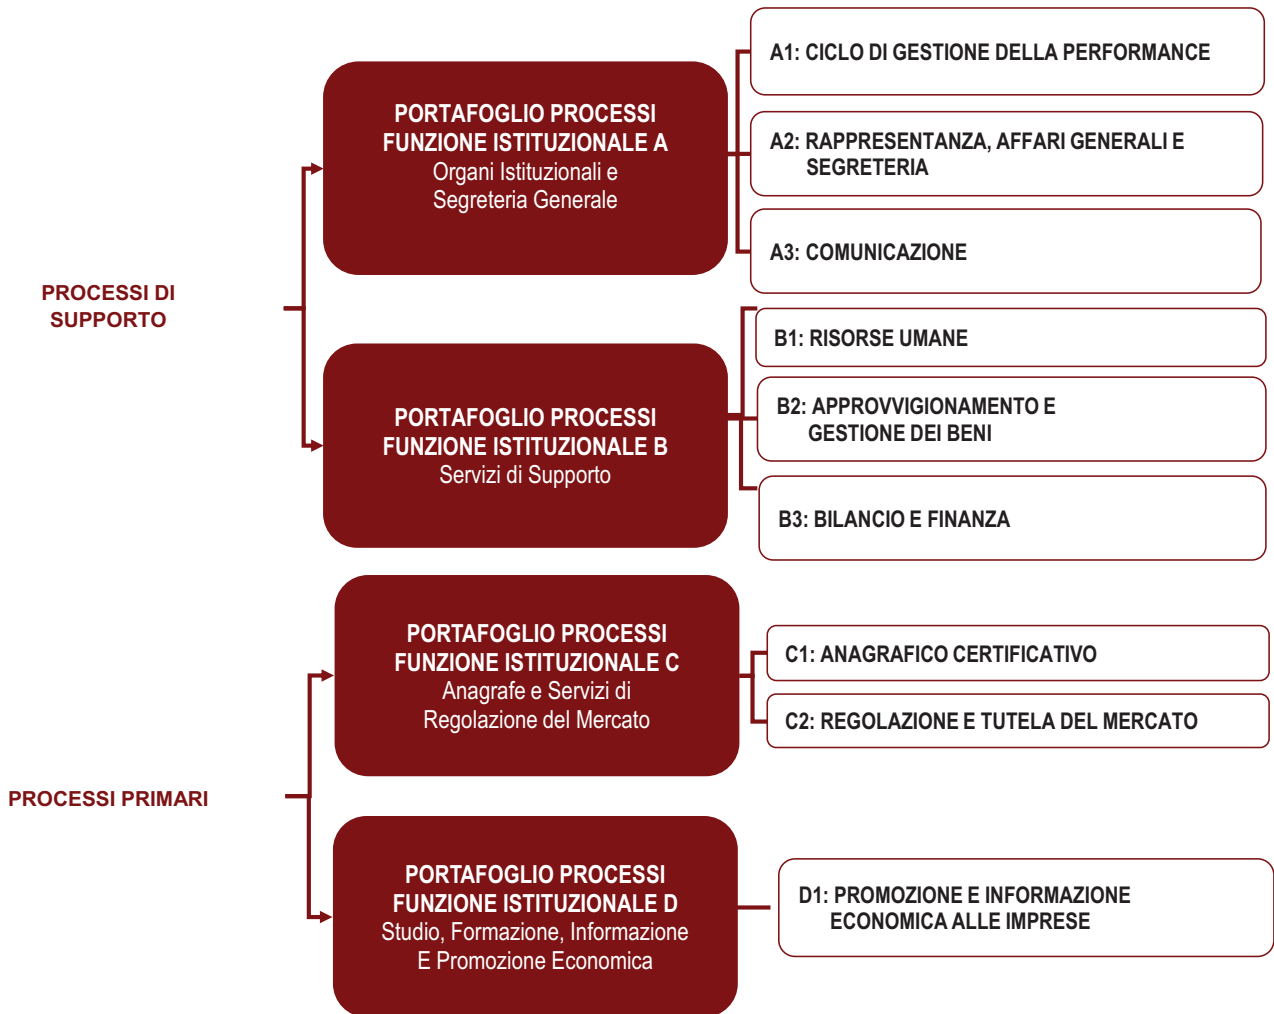 PROCESSI DI
SUPPORTO
PORTAFOGLIO PROCESSI
FUNZIONE ISTITUZIONALE A
Organi Istituzionali e
Segreteria Generale
A1: CICLO DI GESTIONE DELLA PERFORMANCE
A2: RAPPRESENTANZA, AFFARI GENERALI E
SEGRETERIA
A3: COMUNICAZIONE
PORTAFOGLIO PROCESSI
FUNZIONE ISTITUZIONALE B
Servizi di Supporto
B1: RISORSE UMANE
B2: APPROVVIGIONAMENTO E
GESTIONE DEI BENI
B3: BILANCIO E FINANZA
PROCESSI PRIMARI
PORTAFOGLIO PROCESSI
FUNZIONE ISTITUZIONALE C
Anagrafe e Servizi di
Regolazione del Mercato
C1: ANAGRAFICO CERTIFICATIVO
C2: REGOLAZIONE E TUTELA DEL MERCATO
PORTAFOGLIO PROCESSI
FUNZIONE ISTITUZIONALE D
Studio, Formazione, Informazione
E Promozione Economica
D1: PROMOZIONE E INFORMAZIONE
ECONOMICA ALLE IMPRESE